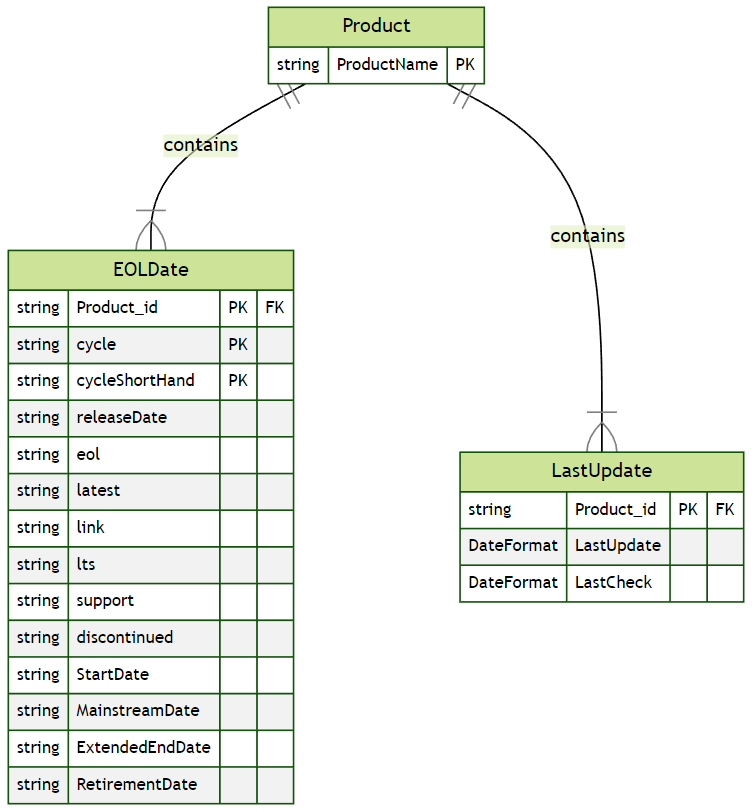 Product
string ProductName PK
contains
contains
EOLDate
string Product_id PK FK
string cycle PK
string cycleShortHand PK
string releaseDate
string eol
string latest
string link
string lts
string support
string discontinued
string StartDate
string MainstreamDate
string ExtendedEndDate
string RetirementDate
LastUpdate
string Product_id PK FK
DateFormat LastUpdate
DateFormat LastCheck